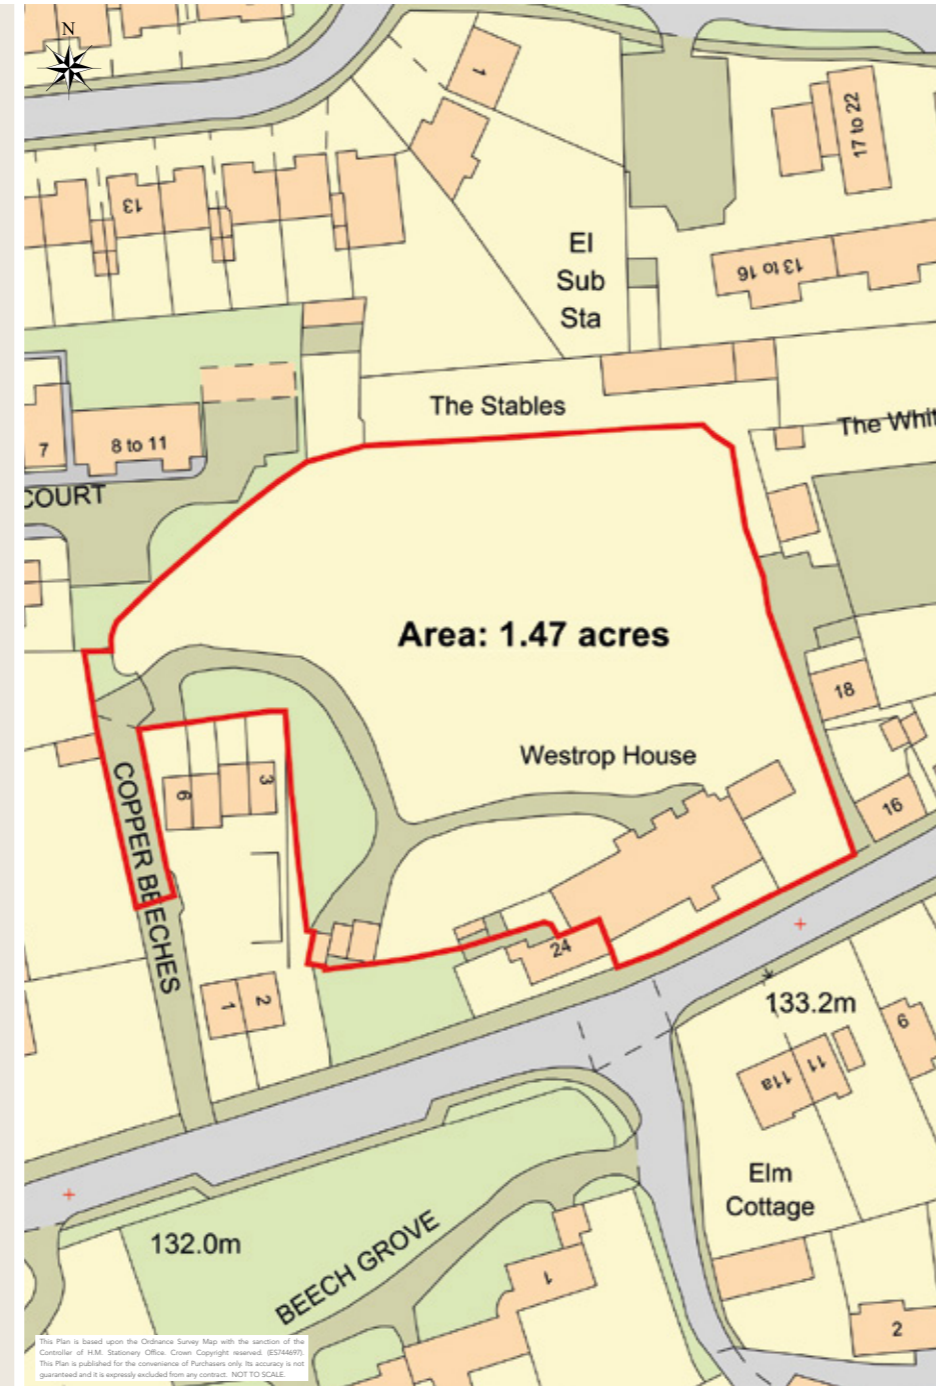 N
1
17 to 22
13
El
Sub
Sta
13 to 16
The Stables
The Whit
7
8 to 11
COURT
Area: 1.47 acres
18
Westrop House
6
3
16
COPPER BEECHES
24
1
2
133.2m
9
11a
11
Elm
Cottage
132.0m
BEECH GROVE
1
2
This Plan is based upon the Ordnance Survey Map with the sanction of the
Controller of H.M. Stationery Office. Crown Copyright reserved. (ES744697).
This Plan is published for the convenience of Purchasers only. Its accuracy is not
guaranteed and it is expressly excluded from any contract. NOT TO SCALE.